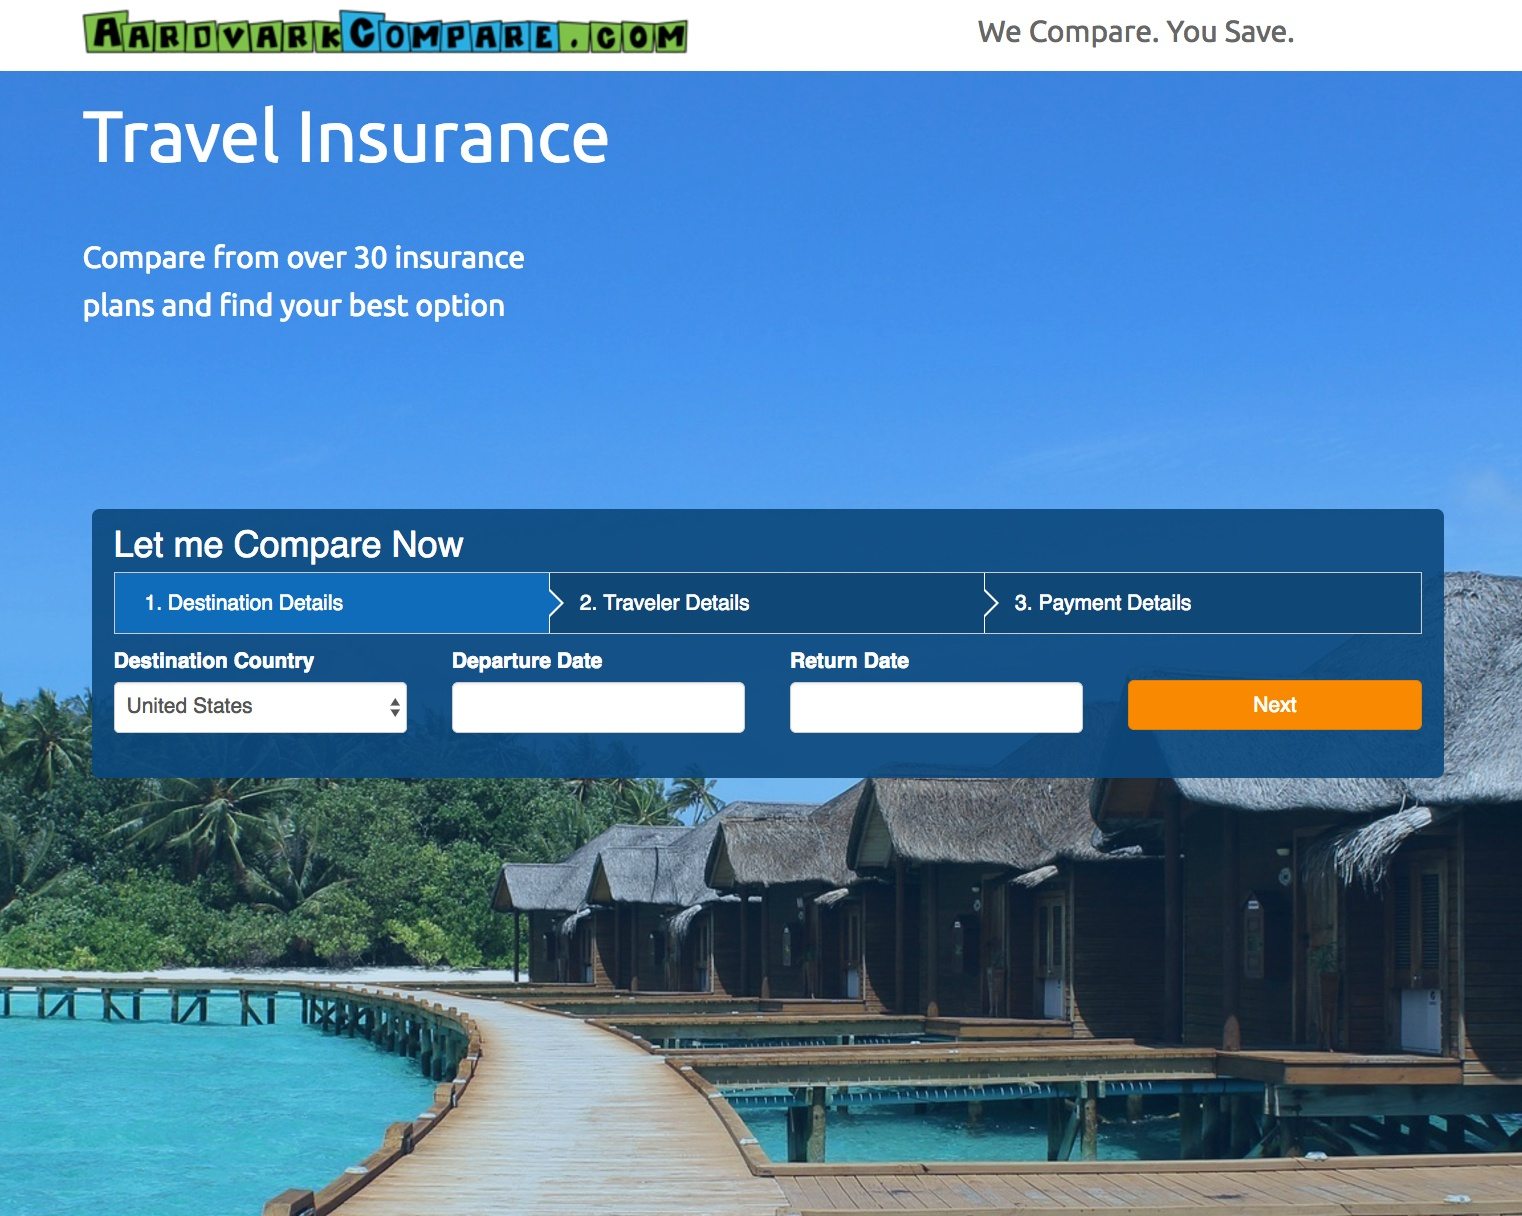 AardvarkCompare.com
We Compare. You Save.
Travel Insurance
Compare from over 30 insurance
plans and find your best option
Let me Compare Now
1. Destination Details
2. Traveler Details
3. Payment Details
Destination Country
Departure Date
Return Date
United States
Next